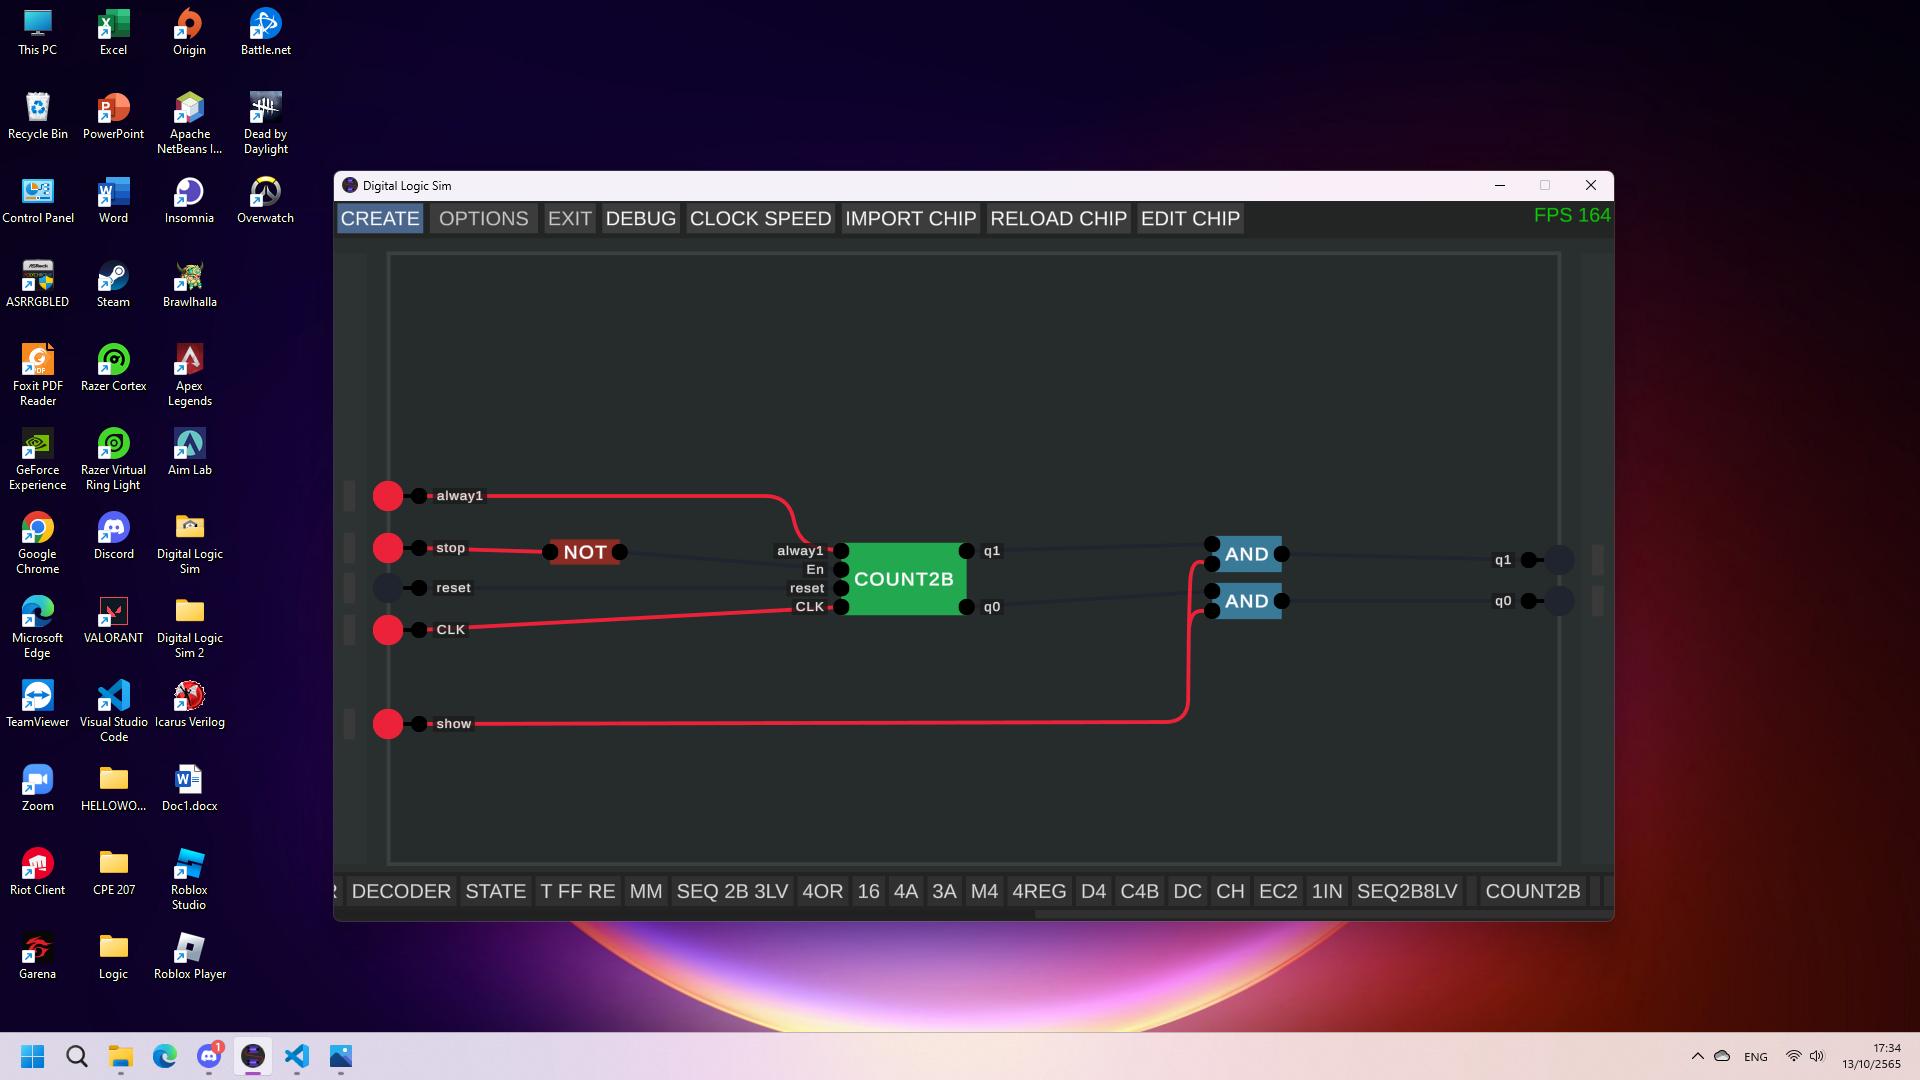 This PC
Excel
Origin
Battle.net
Recycle Bin
PowerPoint
Apache
NetBeans I...
Dead by
Daylight
Control Panel
Word
Insomnia
Overwatch
ASRRGBLED
Steam
Brawlhalla
Foxit PDF
Reader
Razer Cortex
Apex
Legends
GeForce
Experience
Razer Virtual
Ring Light
Aim Lab
Google
Chrome
Discord
Digital Logic
Sim
Microsoft
Edge
VALORANT
Digital Logic
Sim 2
TeamViewer
Visual Studio
Code
Icarus Verilog
Zoom
HELLOWO...
Doc1.docx
Riot Client
CPE 207
Roblox
Studio
Garena
Logic
Roblox Player
Digital Logic Sim
CREATE OPTIONS EXIT DEBUG CLOCK SPEED IMPORT CHIP RELOAD CHIP EDIT CHIP
FPS 164
alway1
stop
NOT
reset
CLK
show
alway1
En
reset
CLK
COUNT2B
q1
q0
AND
AND
q1
q0
DECODER STATE T FF RE MM SEQ 2B 3LV 4OR 16 4A 3A M4 4REG D4 C4B DC CH EC2 1IN SEQ2B8LV COUNT2B
1
ENG
17:34
13/10/2565